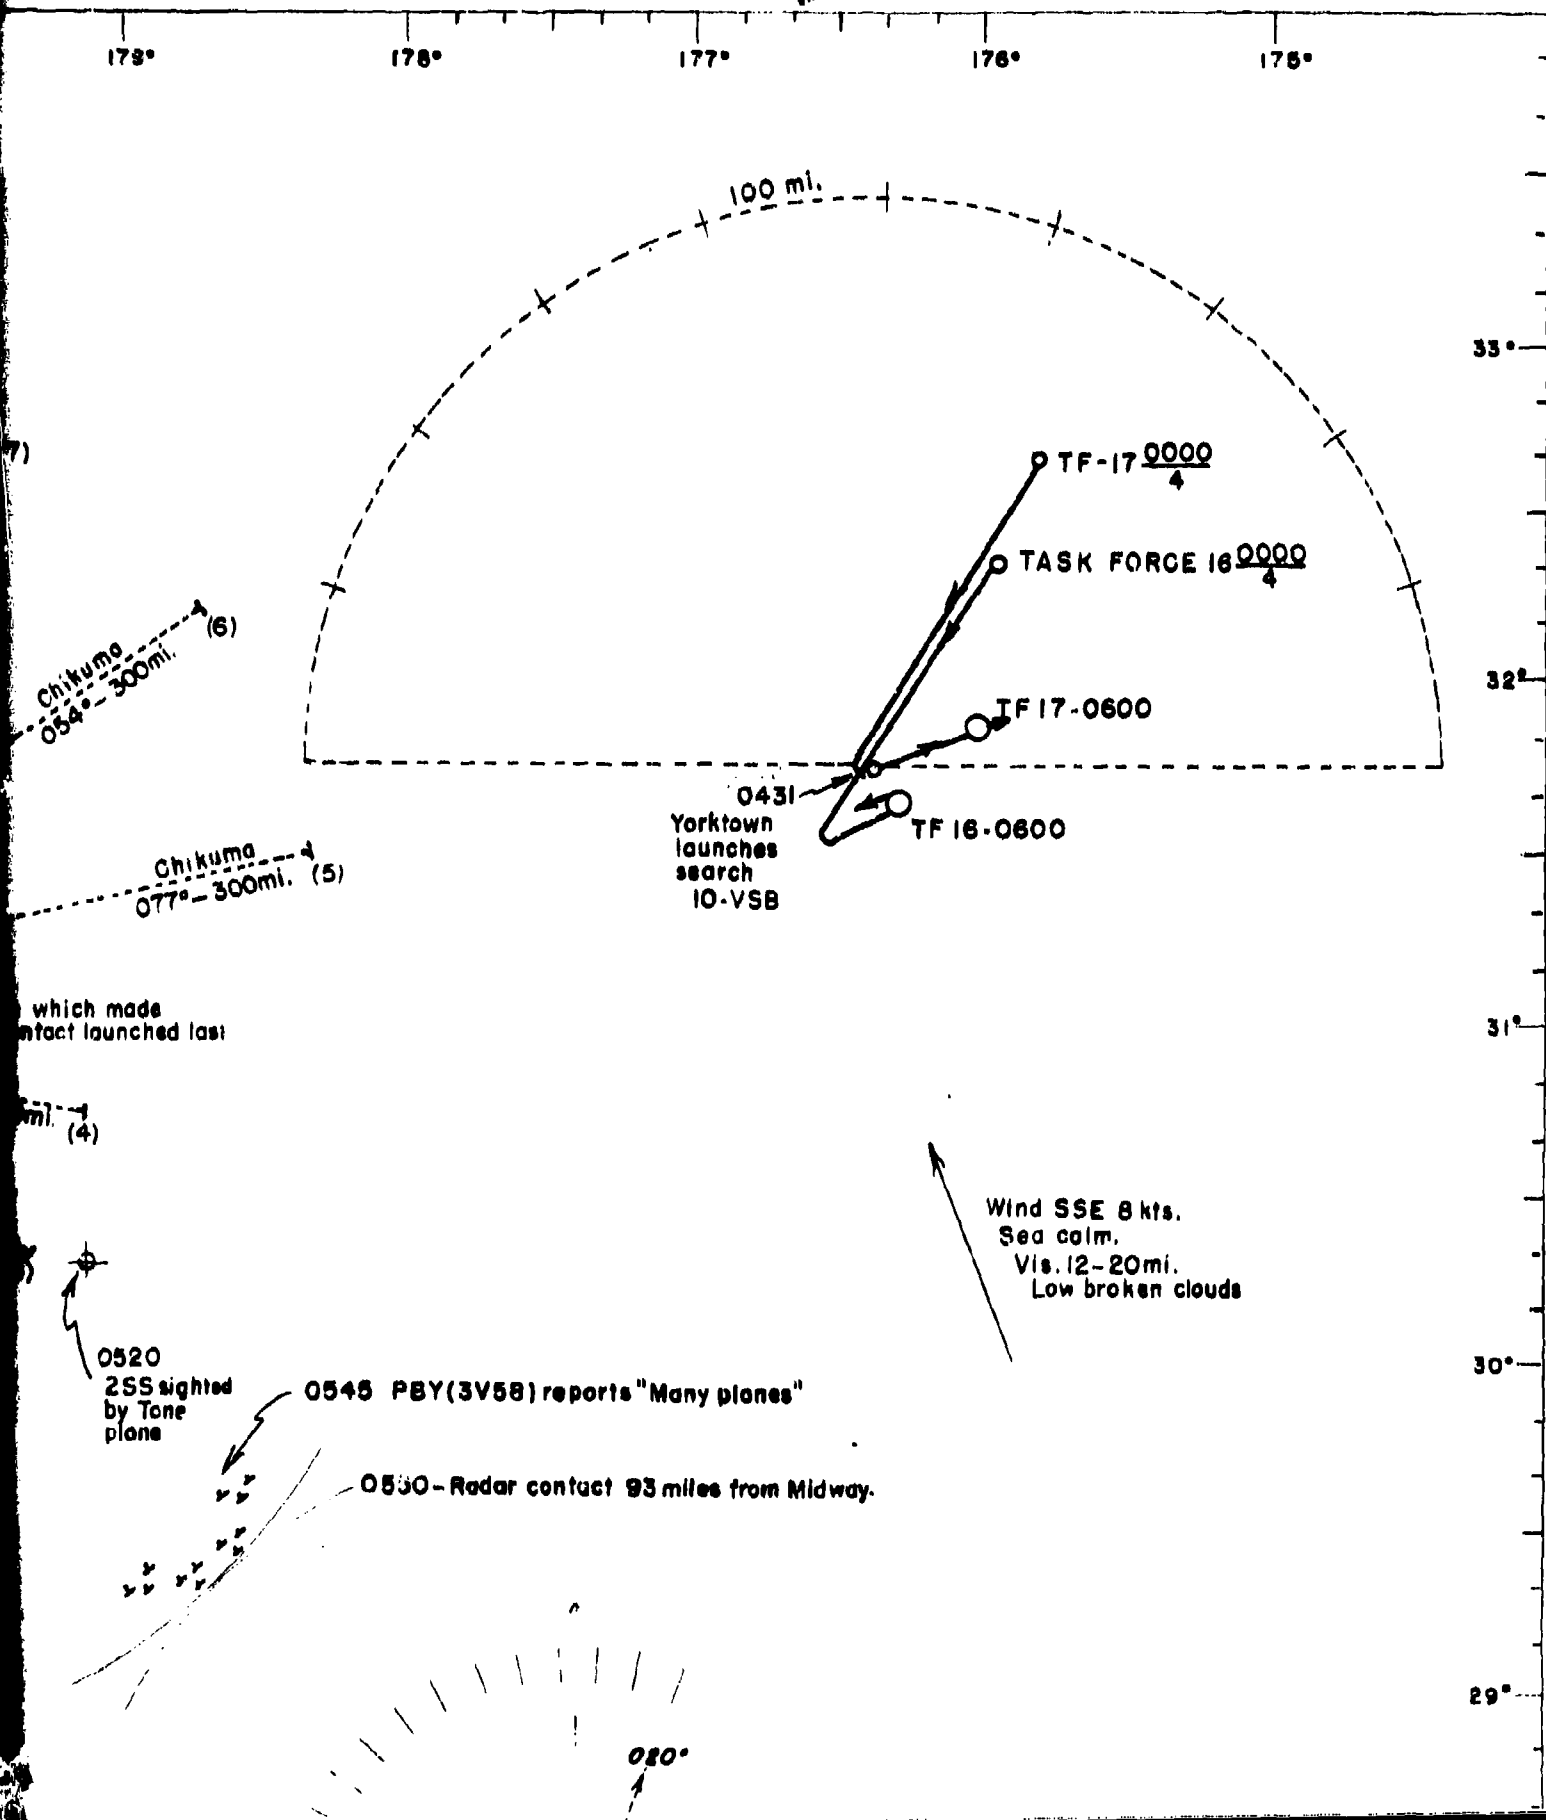 179° 178° 177° 176° 175°
100 mi.
33°
7)
TF-17 0000
4
TASK FORCE 16 0000
4
(6)
Chikuma
054°-300mi.
32°
TF 17-0600
0431
Yorktown
launches
search
10-VSB
TF 16-0600
Chikuma
077°-300mi. (5)
which made
launched last
31°
mi. (4)
Wind SSE 8 kts.
Sea calm.
Vis. 12-20mi.
Low broken clouds
0520
2SS sighted
by Tone
plane
30°
0545 PBY(3V58) reports "Many planes"
Radar contact 93 miles from Midway.
29°
020°